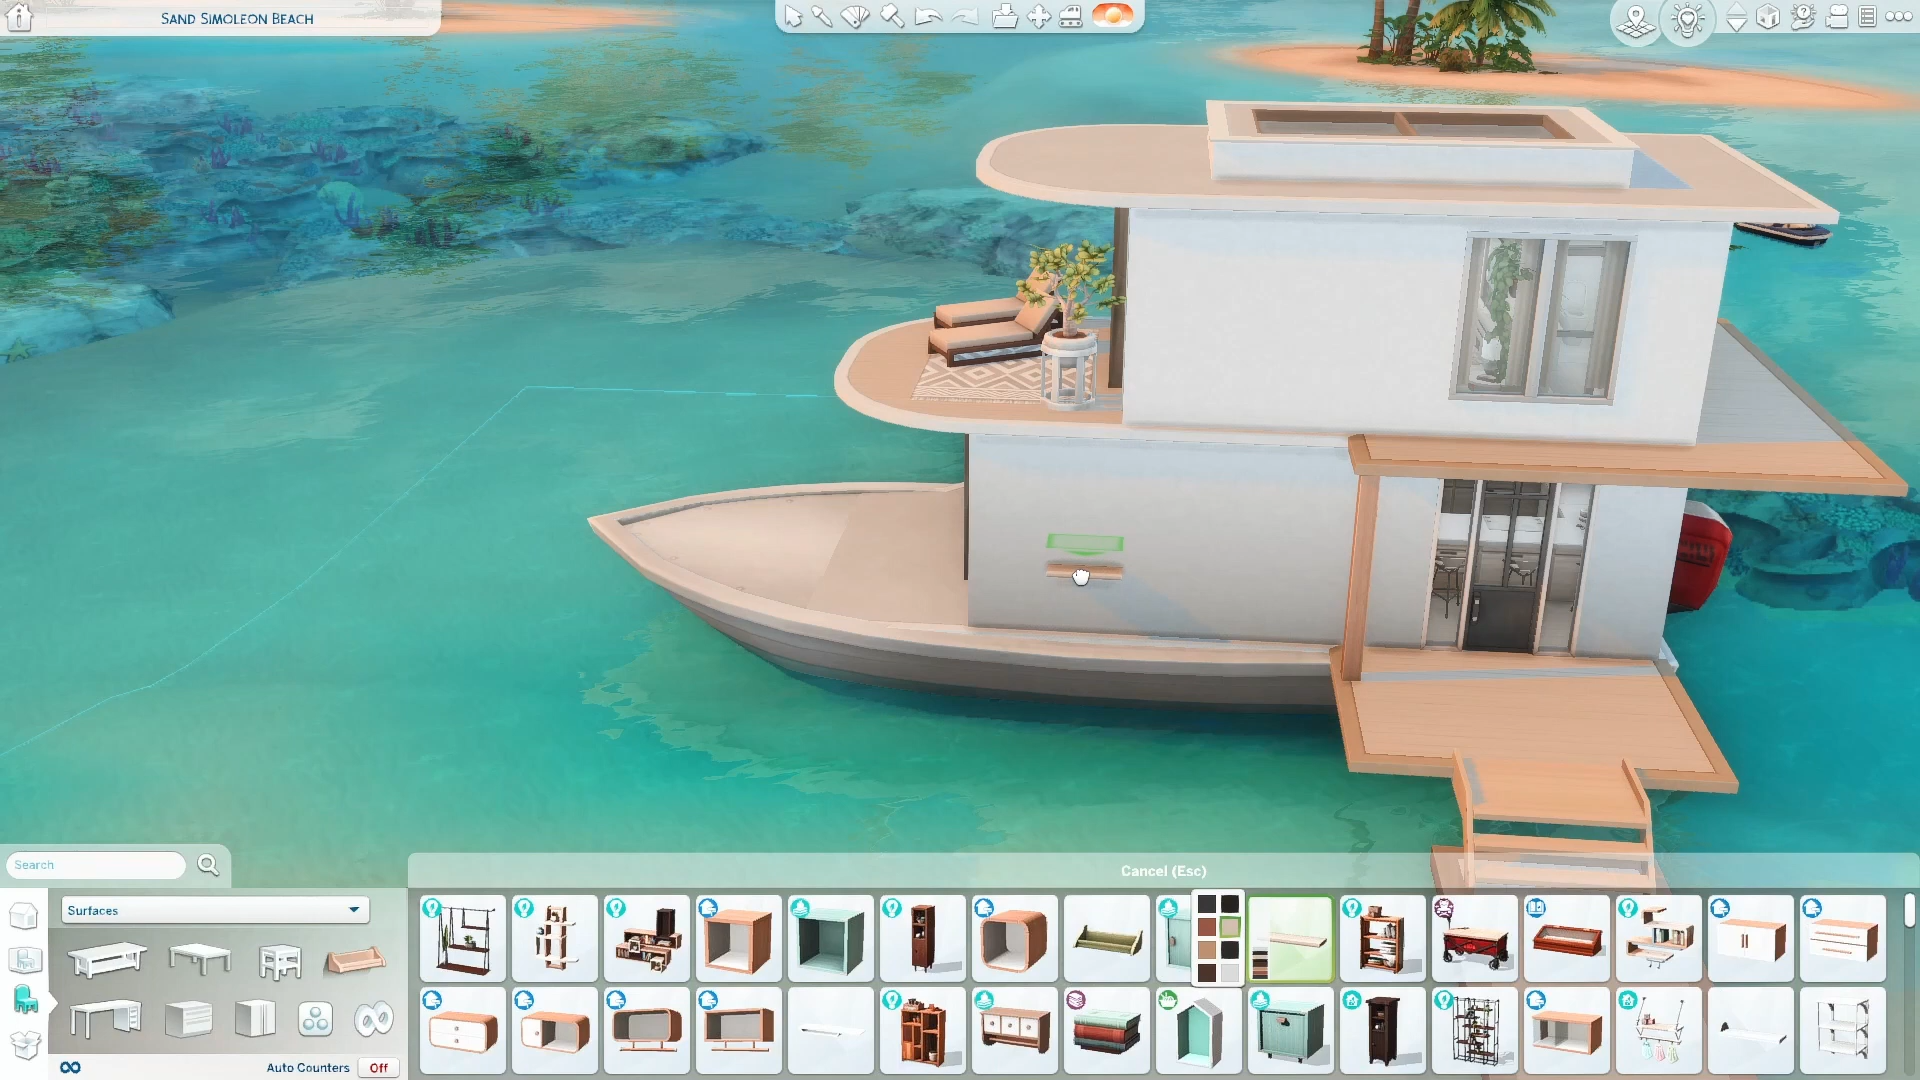 SAND SIMOLEON BEACH
Search
Cancel (Esc)
Surfaces
Auto Counters
Off